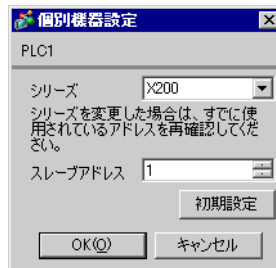 個別機器設定
PLC1
シリーズ X200
シリーズを変更した場合は、すでに使
用されているアドレスを再確認してくだ
さい。
スレーブアドレス 1
初期設定
OK(O) キャンセル